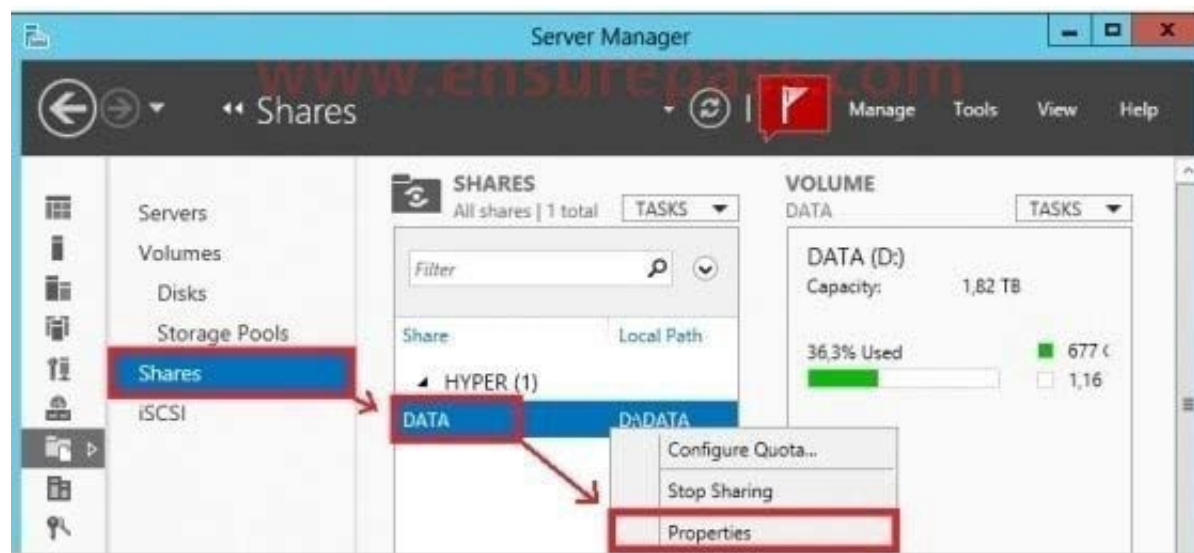 Server Manager
www.ensurepass.com
Shares
Manage Tools View Help
Servers
Volumes
Disks
Storage Pools
Shares
iSCSI
SHARES
All shares | 1 total
TASKS
Filter
Share Local Path
HYPER (1)
DATA D:\DATA
Configure Quota...
Stop Sharing
Properties
VOLUME
DATA
TASKS
DATA (D:)
Capacity: 1,82 TB
36,3% Used
677
1,16